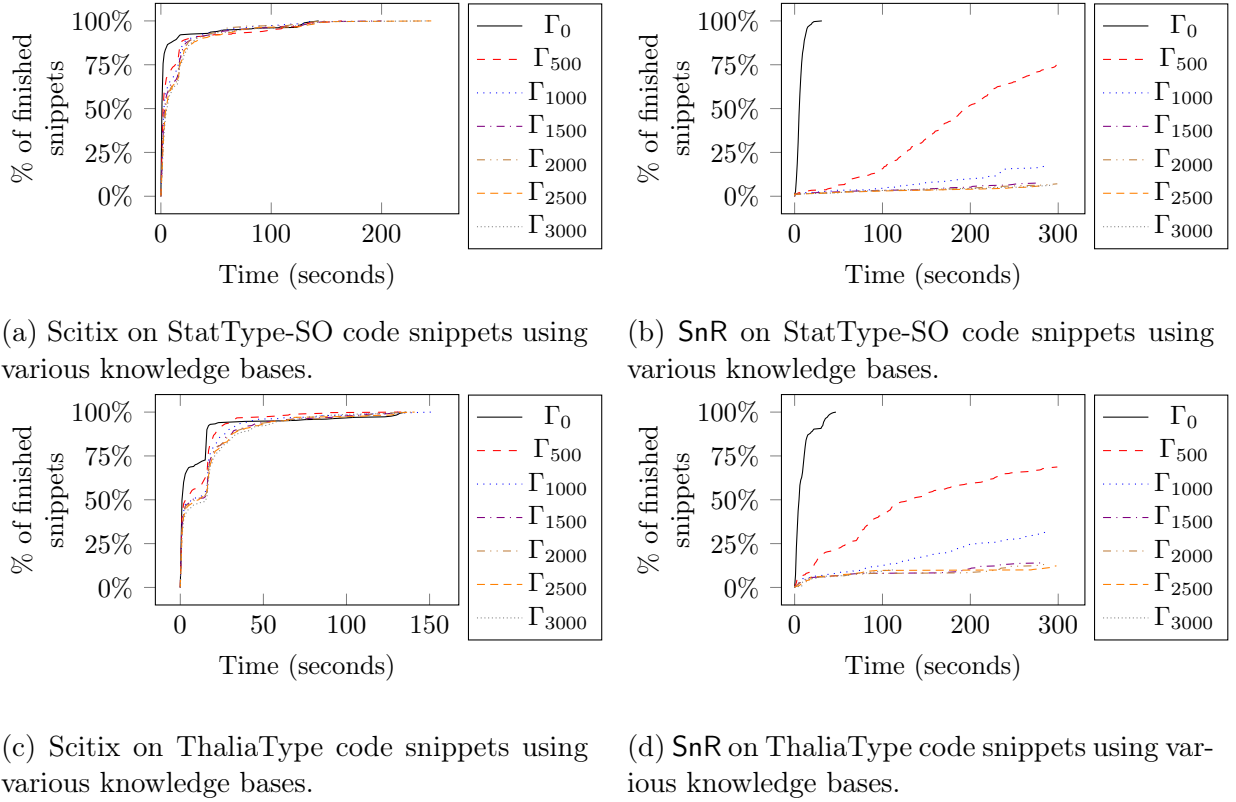 100%
75%
50%
25%
0%
% of finished
snippets
0
100
200
Time (seconds)
Γ0
Γ500
Γ1000
Γ1500
Γ2000
Γ2500
Γ3000
(a) Scitix on StatType-SO code snippets using
various knowledge bases.
100%
75%
50%
25%
0%
% of finished
snippets
0
100
200
300
Time (seconds)
Γ0
Γ500
Γ1000
Γ1500
Γ2000
Γ2500
Γ3000
(b) SnR on StatType-SO code snippets using
various knowledge bases.
100%
75%
50%
25%
0%
% of finished
snippets
0
50
100
150
Time (seconds)
Γ0
Γ500
Γ1000
Γ1500
Γ2000
Γ2500
Γ3000
(c) Scitix on ThaliaType code snippets using
various knowledge bases.
100%
75%
50%
25%
0%
% of finished
snippets
0
100
200
300
Time (seconds)
Γ0
Γ500
Γ1000
Γ1500
Γ2000
Γ2500
Γ3000
(d) SnR on ThaliaType code snippets using var-
ious knowledge bases.